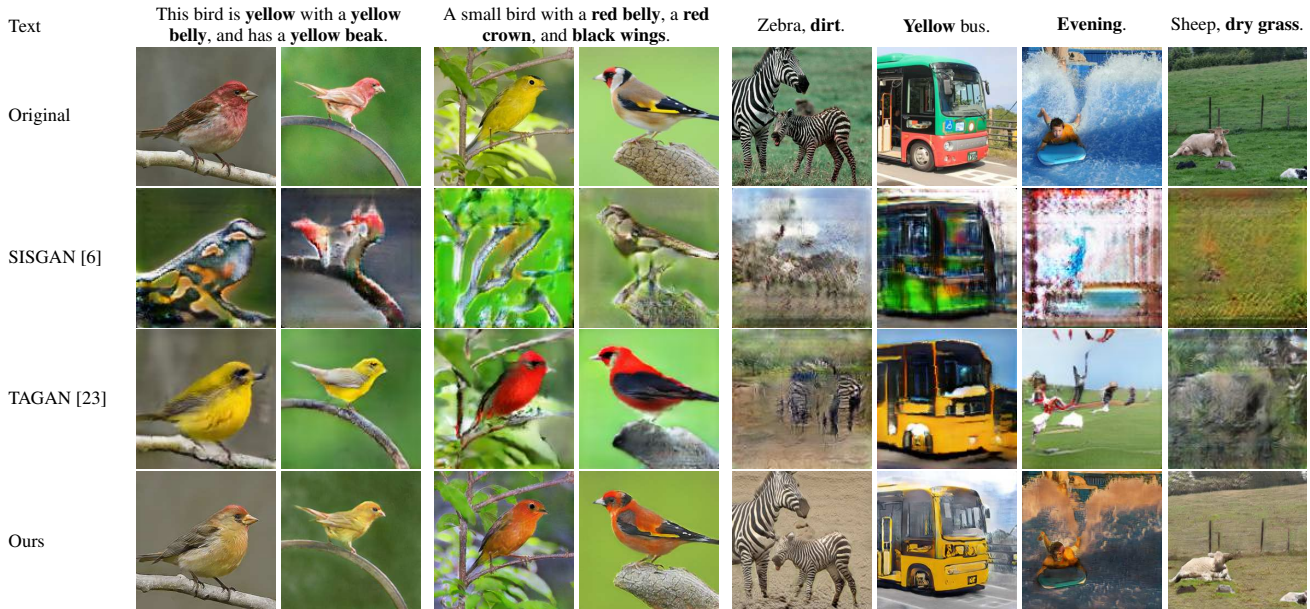 Text
This bird is yellow with a yellow
belly, and has a yellow beak.
A small bird with a red belly, a red
crown, and black wings.
Zebra, dirt.
Yellow bus.
Evening.
Sheep, dry grass.
Original
SISGAN [6]
TAGAN [23]
Ours